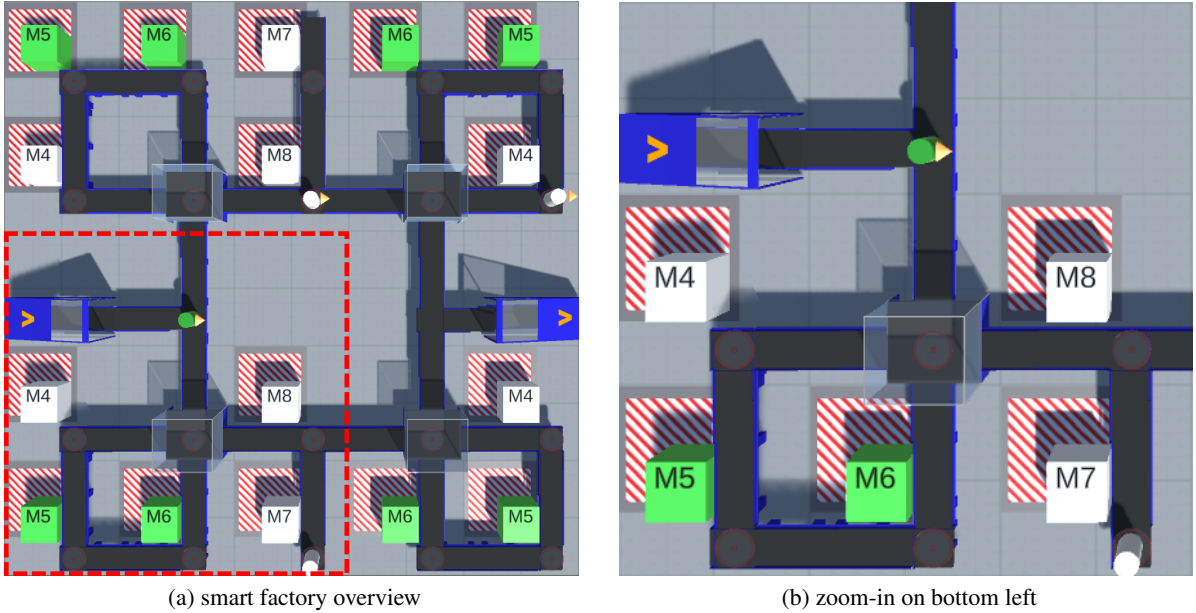 M5 M6 M7 M6 M5
M4 M8 M4
> >
M4 M8 M4
M5 M6 M7 M6 M5
(a) smart factory overview
>
M4 M8
M5 M6 M7
(b) zoom-in on bottom left